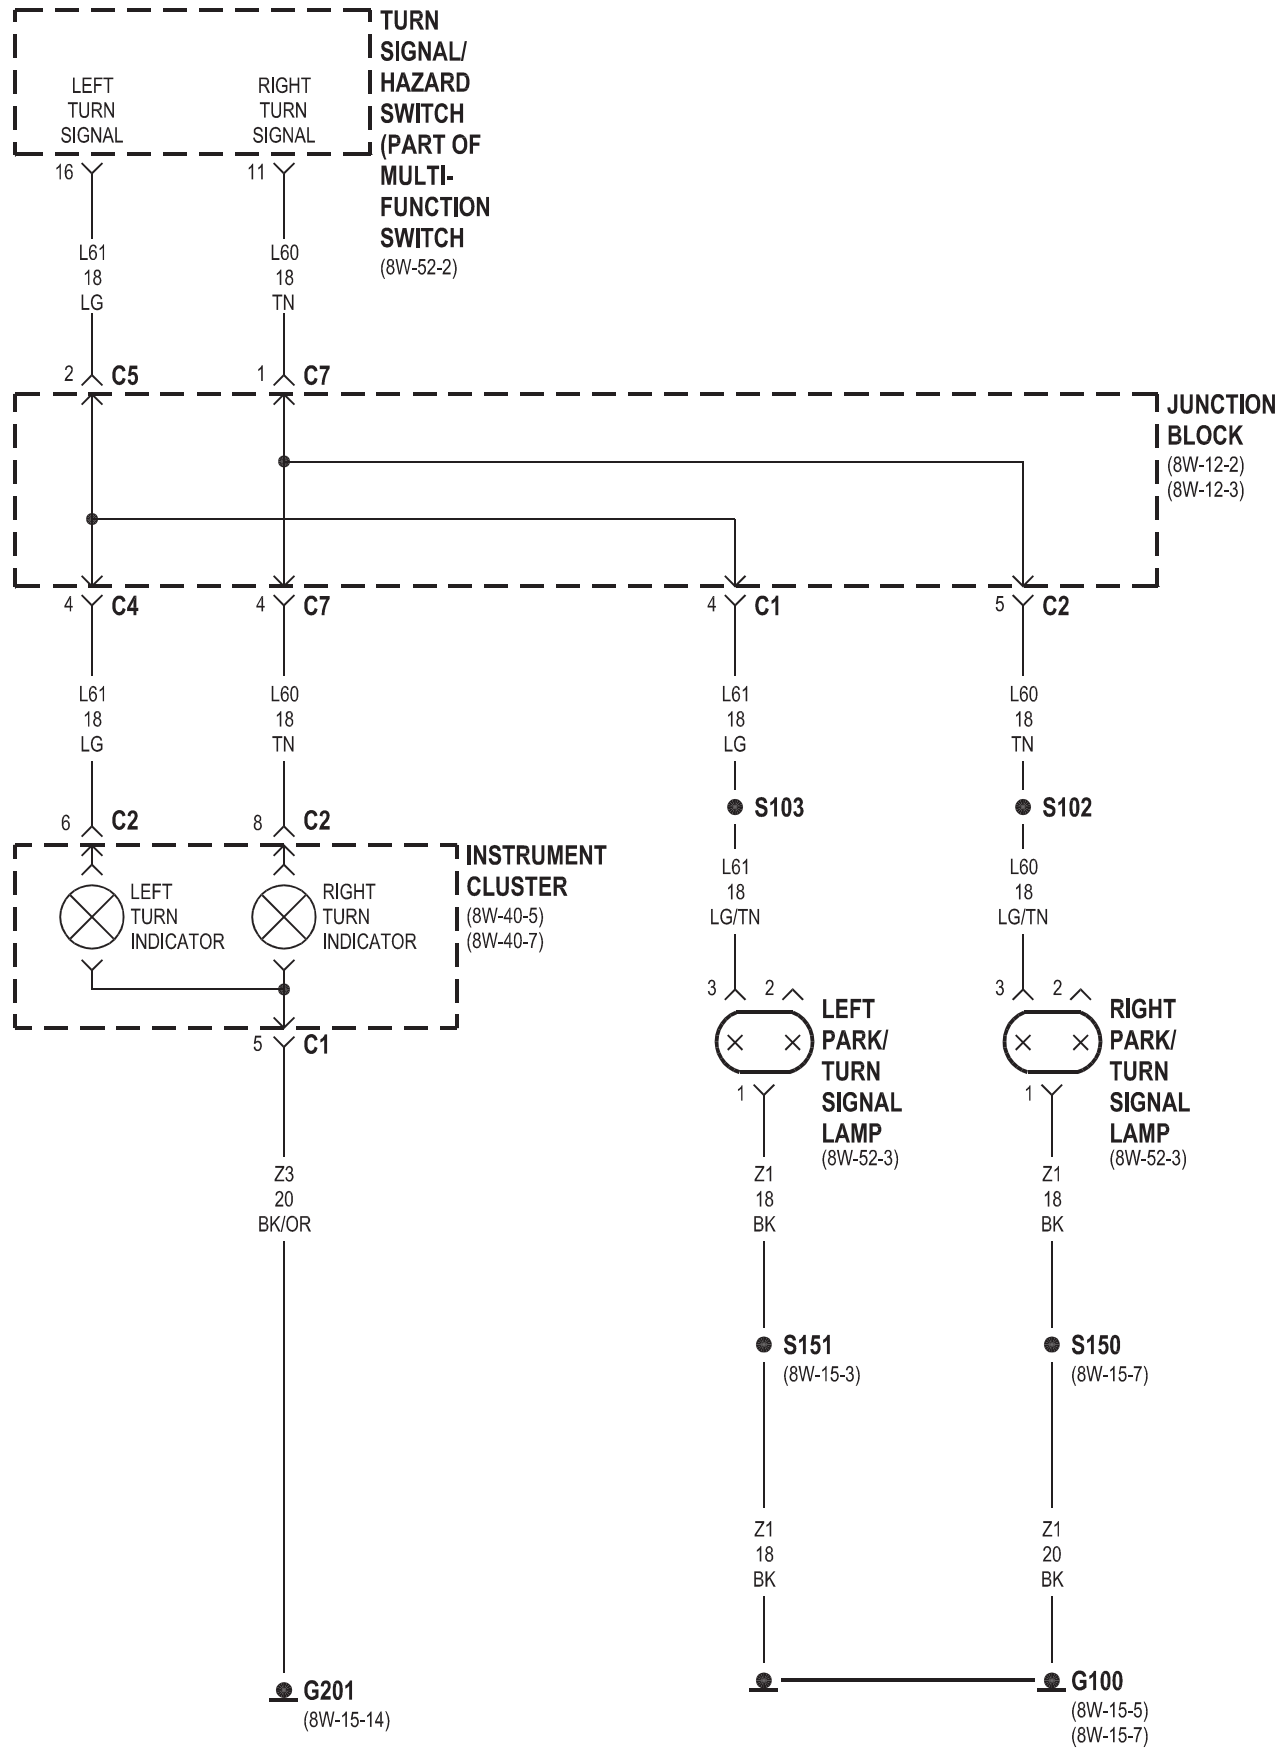 TURN
SIGNAL/
HAZARD
SWITCH
(PART OF
MULTI-
FUNCTION
SWITCH
(8W-52-2)
LEFT
TURN
SIGNAL
RIGHT
TURN
SIGNAL
16
11
L61
18
LG
L60
18
TN
2 C5
1 C7
JUNCTION
BLOCK
(8W-12-2)
(8W-12-3)
4 C4
4 C7
4 C1
5 C2
L61
18
LG
L60
18
TN
L61
18
LG
L60
18
TN
S103
S102
6 C2
8 C2
L61
18
LG/TN
L60
18
LG/TN
INSTRUMENT
CLUSTER
(8W-40-5)
(8W-40-7)
LEFT
TURN
INDICATOR
RIGHT
TURN
INDICATOR
5 C1
3 2
LEFT
PARK/
TURN
SIGNAL
LAMP
(8W-52-3)
1
3 2
RIGHT
PARK/
TURN
SIGNAL
LAMP
(8W-52-3)
1
Z3
20
BK/OR
Z1
18
BK
Z1
18
BK
S151
(8W-15-3)
S150
(8W-15-7)
Z1
18
BK
Z1
20
BK
G201
(8W-15-14)
G100
(8W-15-5)
(8W-15-7)